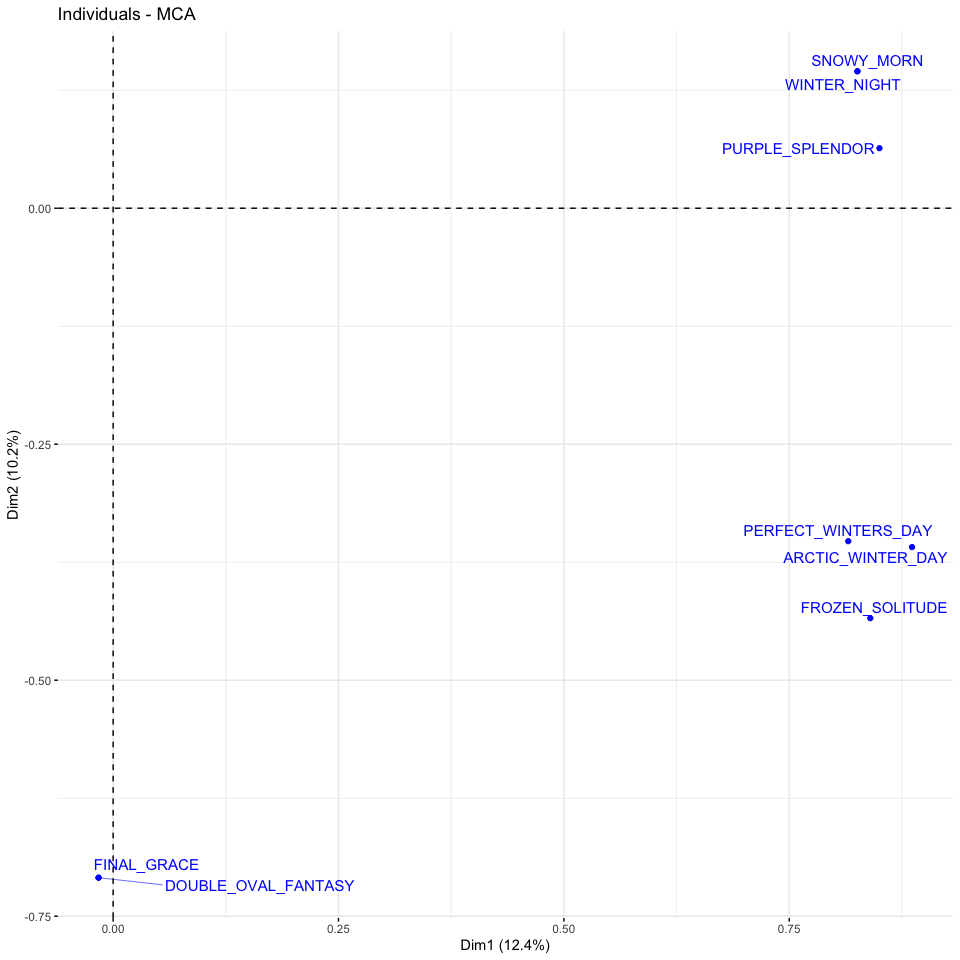 Individuals - MCA
SNOWY_MORN
WINTER_NIGHT
PURPLE_SPLENDOR
0.00
Dim2 (10.2%)
-0.25
PERFECT_WINTERS_DAY
ARCTIC_WINTER_DAY
FROZEN_SOLITUDE
-0.50
FINAL_GRACE
DOUBLE_OVAL_FANTASY
-0.75
0.00 0.25 0.50 0.75
Dim1 (12.4%)